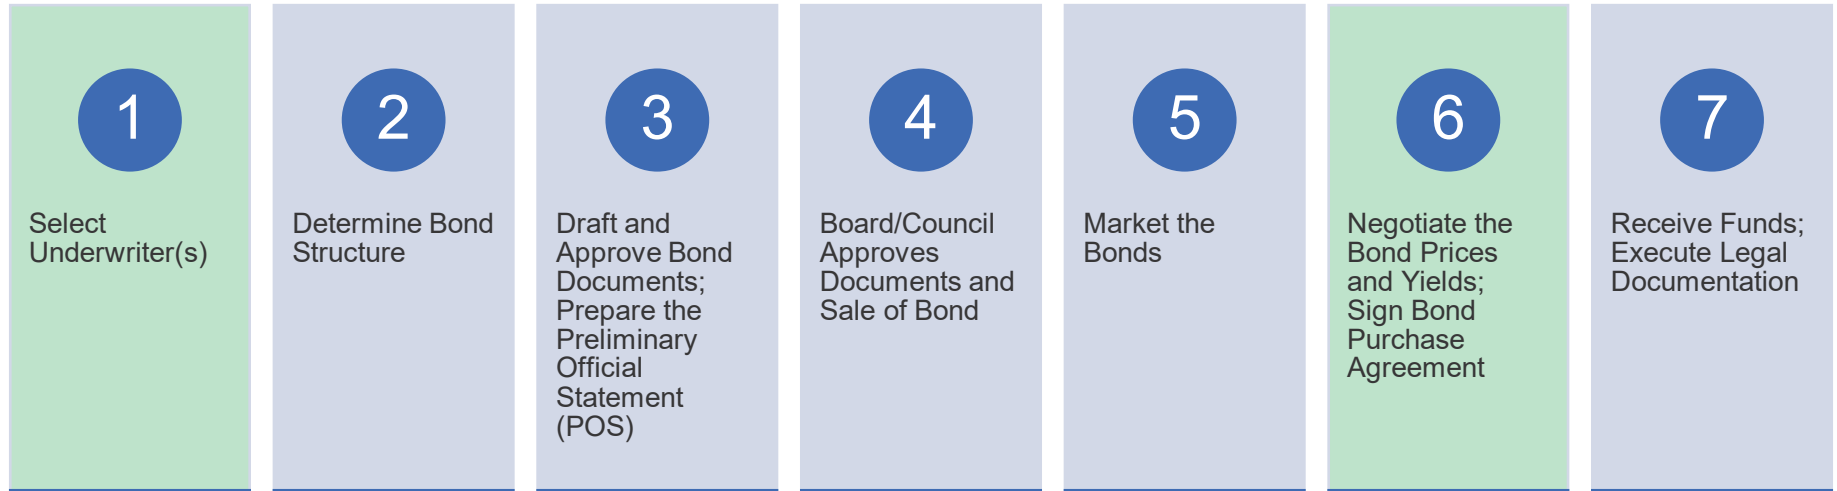 1
Select
Underwriter(s)
2
Determine Bond
Structure
3
Draft and
Approve Bond
Documents;
Prepare the
Preliminary
Official
Statement
(POS)
4
Board/Council
Approves
Documents and
Sale of Bond
5
Market the
Bonds
6
Negotiate the
Bond Prices
and Yields;
Sign Bond
Purchase
Agreement
7
Receive Funds;
Execute Legal
Documentation